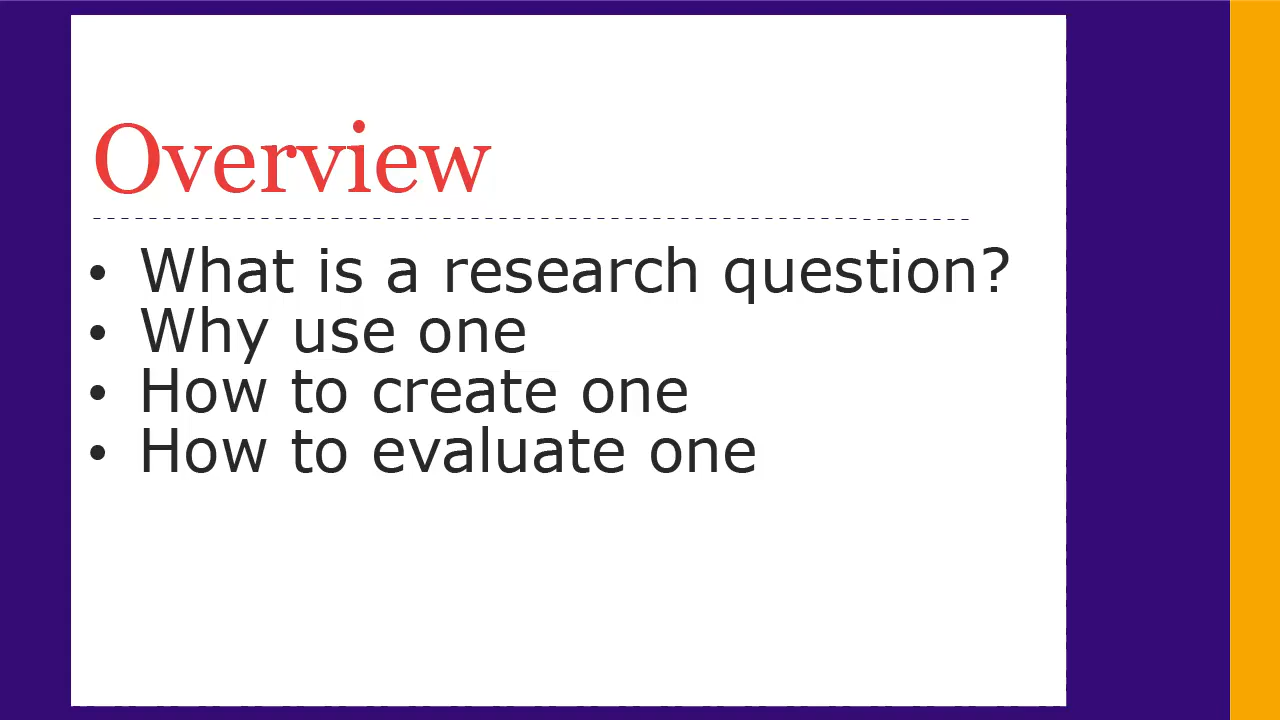 Overview
• What is a research question?
• Why use one
• How to create one
• How to evaluate one